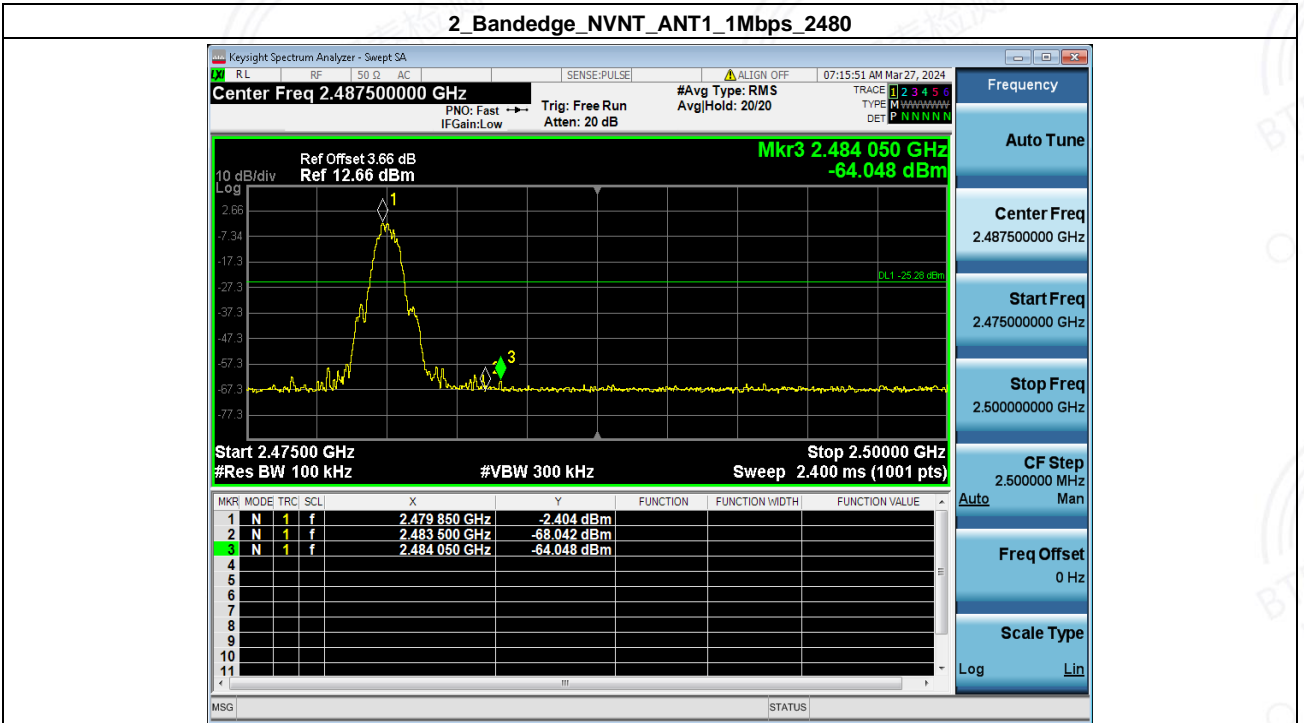 2_Bandedge_NVNT_ANT1_1Mbps_2480
Keysight Spectrum Analyzer - Swept SA
LXI RL RF 50 Ω AC SENSE:PULSE ALIGN OFF 07:15:51 AM Mar 27, 2024
Center Freq 2.487500000 GHz #Avg Type: RMS TRACE 1 2 3 4 5 6
PNO: Fast Trig: Free Run Avg|Hold: 20/20 TYPE M WWWWW
IFGain:Low Atten: 20 dB DET P N N N N N
Mkr3 2.484 050 GHz
-64.048 dBm
Ref Offset 3.66 dB
10 dB/div Ref 12.66 dBm
Log
1
2.66
-7.34
-17.3
DL1 -25.28 dBm
-27.3
-37.3
-47.3
-57.3
2 3
-67.3
-77.3
Start 2.47500 GHz Stop 2.50000 GHz
#Res BW 100 kHz #VBW 300 kHz Sweep 2.400 ms (1001 pts)
MKR MODE TRC SCL X Y FUNCTION FUNCTION WIDTH FUNCTION VALUE
1 N 1 f 2.479 850 GHz -2.404 dBm
2 N 1 f 2.483 500 GHz -68.042 dBm
3 N 1 f 2.484 050 GHz -64.048 dBm
4
5
6
7
8
9
10
11
MSG STATUS
Frequency
Auto Tune
Center Freq
2.487500000 GHz
Start Freq
2.475000000 GHz
Stop Freq
2.500000000 GHz
CF Step
2.500000 MHz
Auto Man
Freq Offset
0 Hz
Scale Type
Log Lin